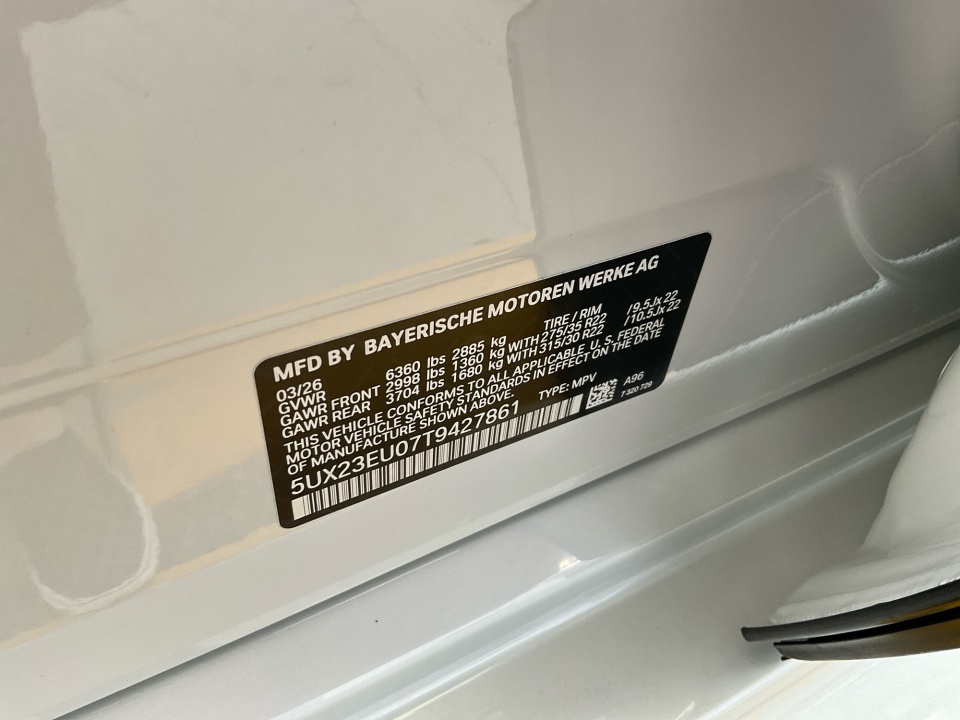 MFD BY BAYERISCHE MOTOREN WERKE AG
03/26
GVWR 6360 lbs 2885 kg TIRE / RIM
GAWR FRONT 2998 lbs 1360 kg WITH 275/35 R22 /9.5Jx22
GAWR REAR 3704 lbs 1680 kg WITH 315/30 R22 /10.5Jx22
THIS VEHICLE CONFORMS TO ALL APPLICABLE U. S. FEDERAL
MOTOR VEHICLE SAFETY STANDARDS IN EFFECT ON DATE
OF MANUFACTURE SHOWN ABOVE.
5UX23EU07T9427861 TYPE: MPV A96
7 320 729